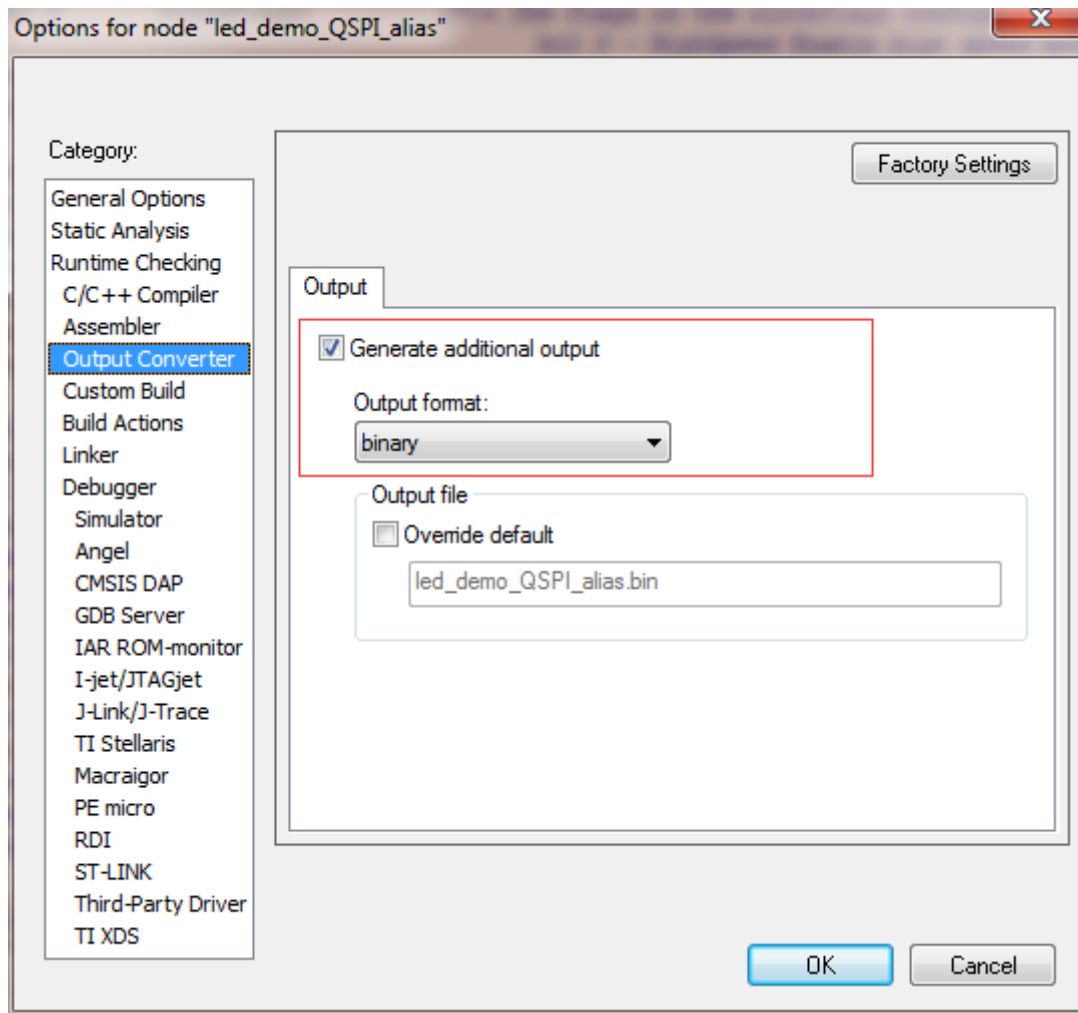 Options for node "led_demo_QSPI_alias"
X
Category:
Factory Settings
General Options
Static Analysis
Runtime Checking
C/C++ Compiler
Assembler
Output Converter
Custom Build
Build Actions
Linker
Debugger
Simulator
Angel
CMSIS DAP
GDB Server
IAR ROM-monitor
I-jet/JTAGjet
J-Link/J-Trace
TI Stellaris
Macraigor
PE micro
RDI
ST-LINK
Third-Party Driver
TI XDS
Output
Generate additional output
Output format:
binary
Output file
Override default
led_demo_QSPI_alias.bin
OK
Cancel